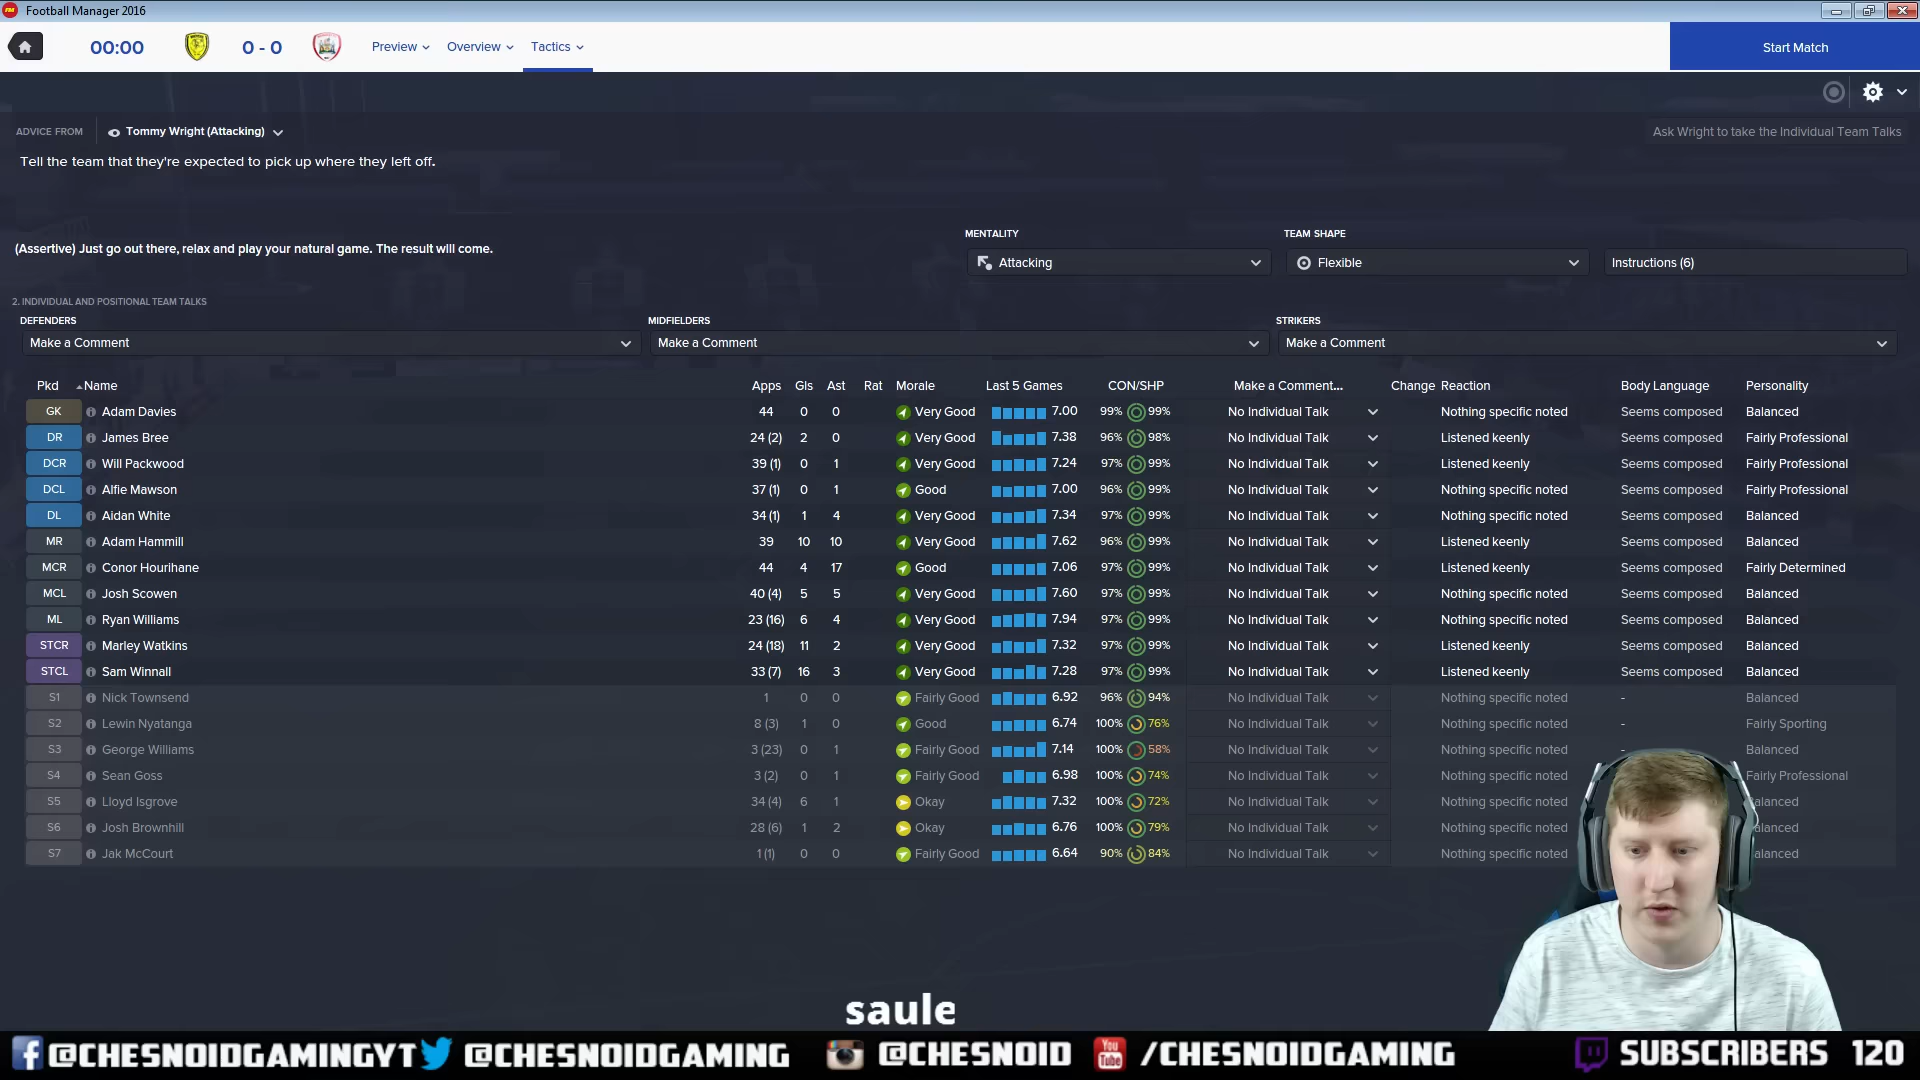 Football Manager 2016
00:00 0 - 0 Preview Overview Tactics Start Match
ADVICE FROM Tommy Wright (Attacking) Ask Wright to take the Individual Team Talks
Tell the team that they're expected to pick up where they left off.
MENTALITY TEAM SHAPE
(Assertive) Just go out there, relax and play your natural game. The result will come.
Attacking Flexible Instructions (6)
2. INDIVIDUAL AND POSITIONAL TEAM TALKS
DEFENDERS MIDFIELDERS STRIKERS
Make a Comment Make a Comment Make a Comment
Pkd Name Apps Gls Ast Rat Morale Last 5 Games CON/SHP Make a Comment... Change Reaction Body Language Personality
GK Adam Davies 44 0 0 Very Good 7.00 99% 99% No Individual Talk Nothing specific noted Seems composed Balanced
DR James Bree 24 (2) 2 0 Very Good 7.38 96% 98% No Individual Talk Listened keenly Seems composed Fairly Professional
DCR Will Packwood 39 (1) 0 1 Very Good 7.24 97% 99% No Individual Talk Listened keenly Seems composed Fairly Professional
DCL Alfie Mawson 37 (1) 0 1 Good 7.00 96% 99% No Individual Talk Nothing specific noted Seems composed Fairly Professional
DL Aidan White 34 (1) 1 4 Very Good 7.34 97% 99% No Individual Talk Nothing specific noted Seems composed Balanced
MR Adam Hammill 39 10 10 Very Good 7.62 96% 99% No Individual Talk Listened keenly Seems composed Balanced
MCR Conor Hourihane 44 4 17 Good 7.06 97% 99% No Individual Talk Listened keenly Seems composed Fairly Determined
MCL Josh Scowen 40 (4) 5 5 Very Good 7.60 97% 99% No Individual Talk Nothing specific noted Seems composed Balanced
ML Ryan Williams 23 (16) 6 4 Very Good 7.94 97% 99% No Individual Talk Nothing specific noted Seems composed Balanced
STCR Marley Watkins 24 (18) 11 2 Very Good 7.32 97% 99% No Individual Talk Listened keenly Seems composed Balanced
STCL Sam Winnall 33 (7) 16 3 Very Good 7.28 97% 99% No Individual Talk Listened keenly Seems composed Balanced
S1 Nick Townsend 1 0 0 Fairly Good 6.92 96% 94% No Individual Talk Nothing specific noted - Balanced
S2 Lewin Nyatanga 8 (3) 1 0 Good 6.74 100% 76% No Individual Talk Nothing specific noted - Fairly Sporting
S3 George Williams 3 (23) 0 1 Fairly Good 7.14 100% 58% No Individual Talk Nothing specific noted - Balanced
S4 Sean Goss 3 (2) 0 1 Fairly Good 6.98 100% 74% No Individual Talk Nothing specific noted Fairly Professional
S5 Lloyd Isgrove 34 (4) 6 1 Okay 7.32 100% 72% No Individual Talk Nothing specific noted alanced
S6 Josh Brownhill 28 (6) 1 2 Okay 6.76 100% 79% No Individual Talk Nothing specific noted alanced
S7 Jak McCourt 1 (1) 0 0 Fairly Good 6.64 90% 84% No Individual Talk Nothing specific noted alanced
saule
@CHESNOIDGAMINGYT @CHESNOIDGAMING @CHESNOID You Tube /CHESNOIDGAMING SUBSCRIBERS 120